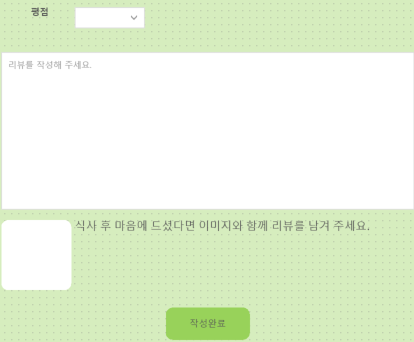 평점
리뷰를 작성해 주세요.
식사 후 마음에 드셨다면 이미지와 함께 리뷰를 남겨 주세요.
작성완료